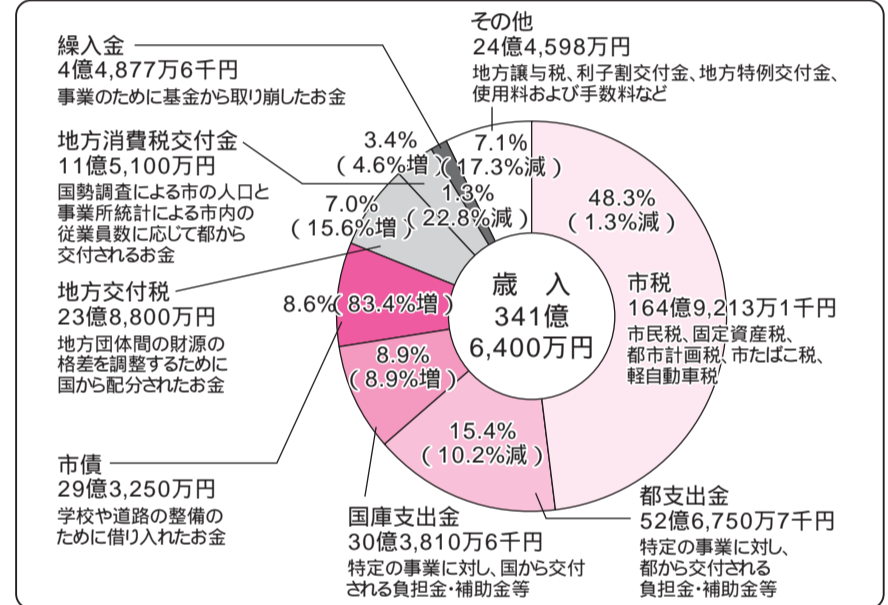 繰入金
4億4,877万6千円
事業のために基金から取り崩したお金
地方消費税交付金
11億5,100万円
国勢調査による市の人口と
事業所統計による市内の
従業員数に応じて都から
交付されるお金
地方交付税
23億8,800万円
地方団体間の財源の
格差を調整するために
国から配分されたお金
市債
29億3,250万円
学校や道路の整備の
ために借り入れたお金
その他
24億4,598万円
地方譲与税、利子割交付金、地方特例交付金、
使用料および手数料など
3.4%
(4.6%増)
7.1%
(17.3%減)
1.3%
(22.8%減)
7.0%
(15.6%増)
8.6%(83.4%増)
8.9%
(8.9%増)
15.4%
(10.2%減)
48.3%
(1.3%減)
歳 入
341億
6,400万円
市税
164億9,213万1千円
市民税、固定資産税、
都市計画税、市たばこ税、
軽自動車税
国庫支出金
30億3,810万6千円
特定の事業に対し、国から交付
される負担金・補助金等
都支出金
52億6,750万7千円
特定の事業に対し、
都から交付される
負担金・補助金等